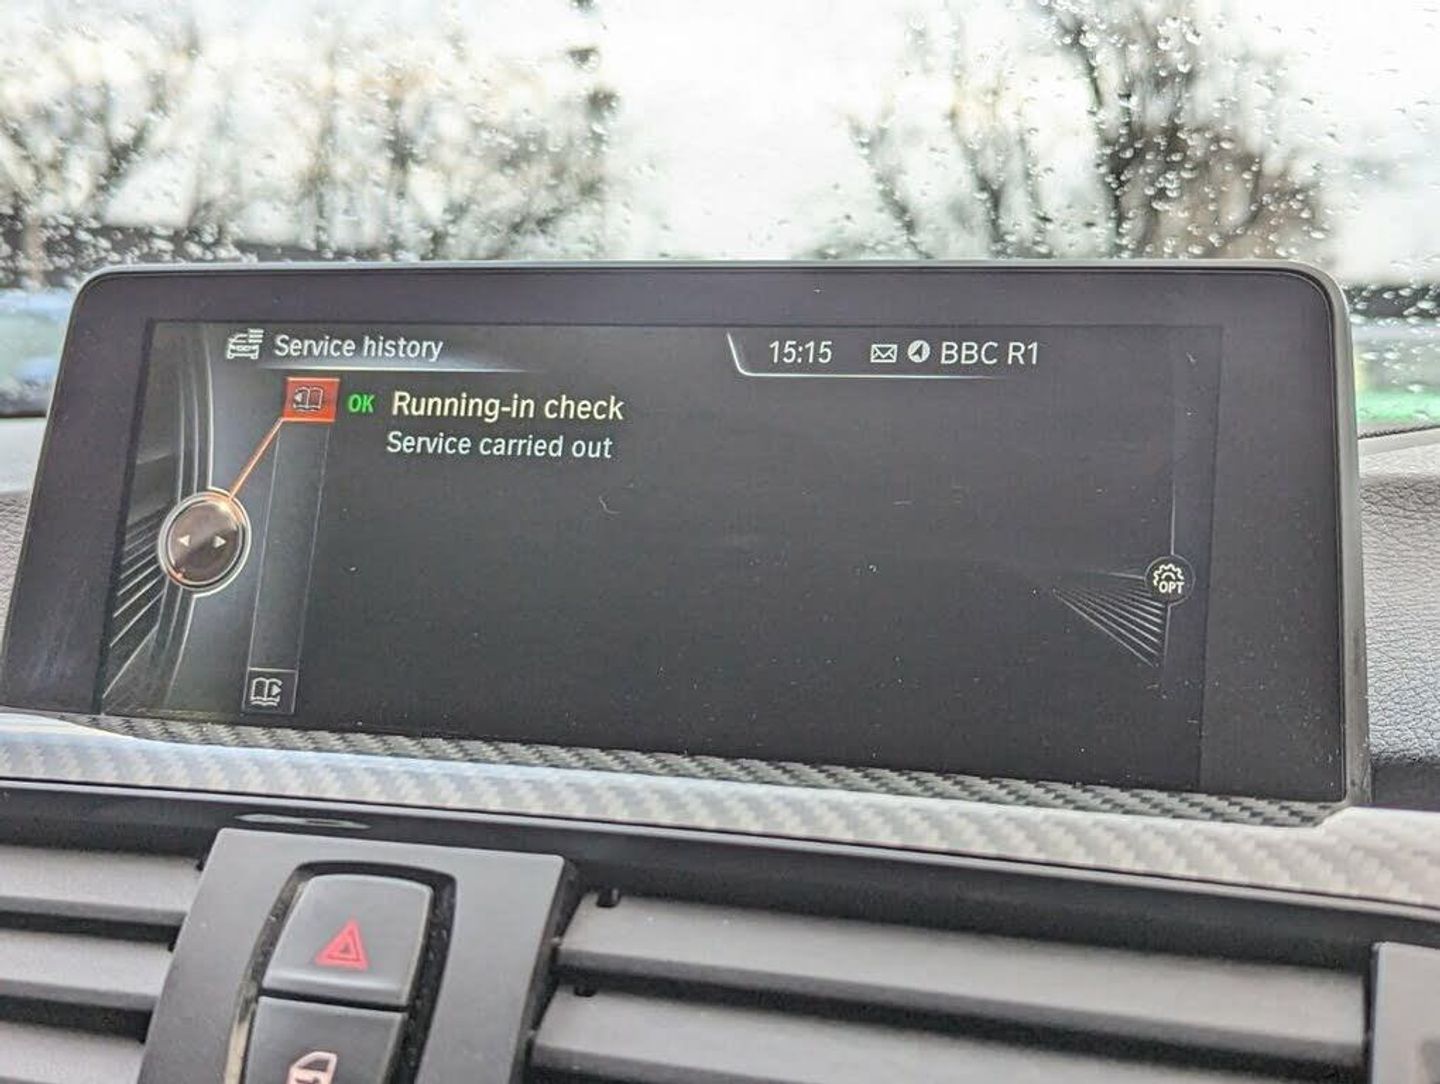 Service history
15:15 BBC R1
OK Running-in check
Service carried out
OPT